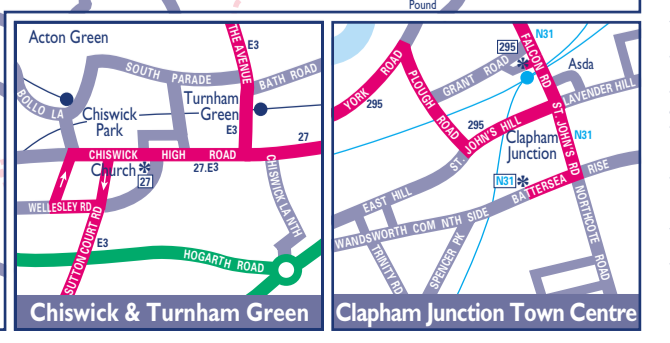 Pound
Acton Green
THE AVENUE
E3
SOUTH PARADE
BATH ROAD
BOLLO LA
Chiswick
Park
Turnham
Green
E3
27
CHISWICK HIGH ROAD
27.E3
Church
27
CHISWICK LA NTH
WELLESLEY RD
SUTTON COURT RD
E3
HOGARTH ROAD
Chiswick & Turnham Green
N31
295
FALCON RD
Asda
GRANT ROAD
LAVENDER HILL
YORK ROAD
295
PLOUGH ROAD
295
ST. JOHN'S HILL
ST. JOHN'S RD
N31
Clapham
Junction
N31
BATTERSEA RISE
EAST HILL
WANDSWORTH COM NTH SIDE
TRINITY RD
SPENCER PK
NORTHCOTE ROAD
Clapham Junction Town Centre